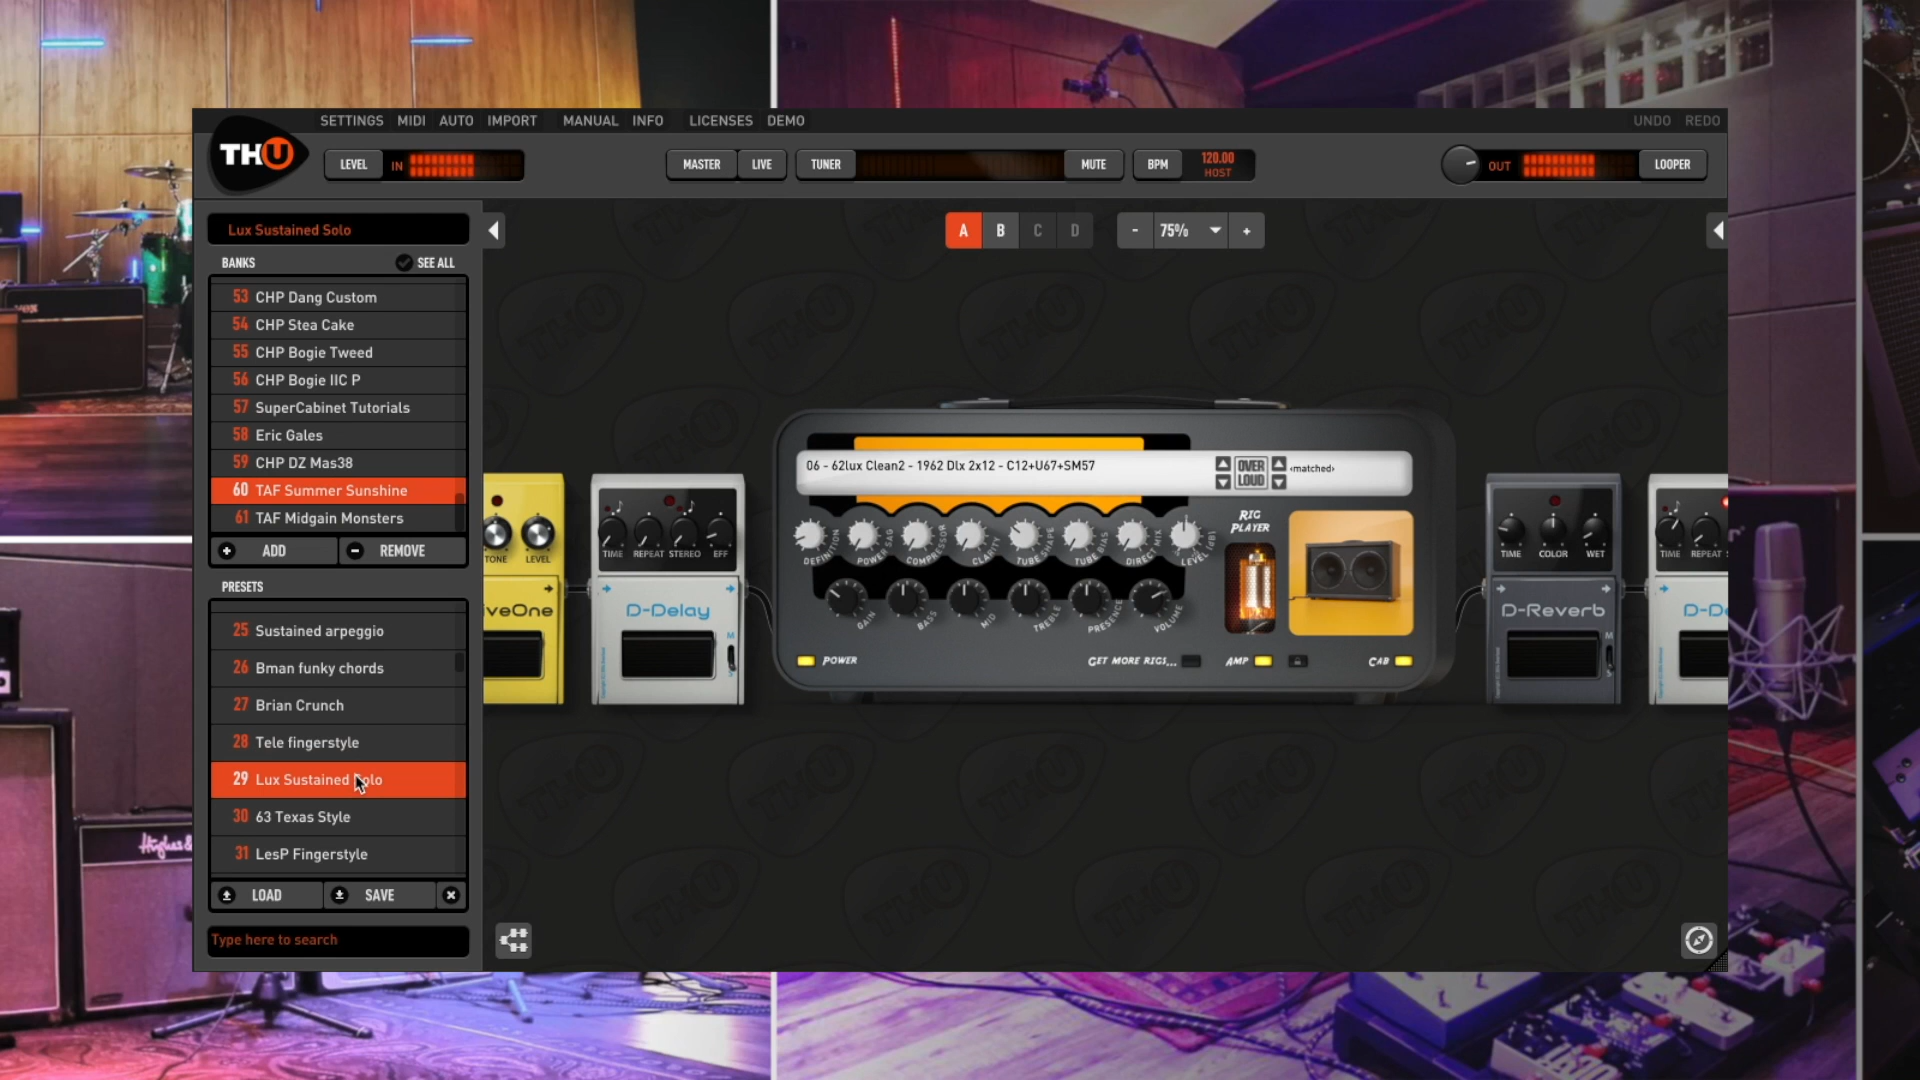 SETTINGS MIDI AUTO IMPORT MANUAL INFO LICENSES DEMO UNDO REDO
THU
LEVEL IN MASTER LIVE TUNER MUTE BPM 120.00 HOST OUT LOOPER
Lux Sustained Solo
A B C D - 75% +
BANKS SEE ALL
53 CHP Dang Custom
54 CHP Stea Cake
55 CHP Bogie Tweed
56 CHP Bogie IIC P
57 SuperCabinet Tutorials
58 Eric Gales
59 CHP DZ Mas38
60 TAF Summer Sunshine
61 TAF Midgain Monsters
ADD REMOVE
PRESETS
25 Sustained arpeggio
26 Bman funky chords
27 Brian Crunch
28 Tele fingerstyle
29 Lux Sustained Solo
30 63 Texas Style
31 LesP Fingerstyle
LOAD SAVE
Type here to search
TONE LEVEL
iveOne
TIME REPEAT STEREO EFF
D-Delay
M
S
06 - 62lux Clean2 - 1962 Dlx 2x12 - C12+U67+SM57
OVER LOUD
‹matched›
DEFINITION POWER SAG COMPRESSOR CLARITY TUBE SHAPE TUBE BIAS DIRECT MIX LEVEL (dB)
RIG PLAYER
GAIN BASS MID TREBLE PRESENCE VOLUME
POWER GET MORE RIGS... AMP CAB
TIME COLOR WET
D-Reverb
M
S
TIME REPEAT
D-De
Hughes &